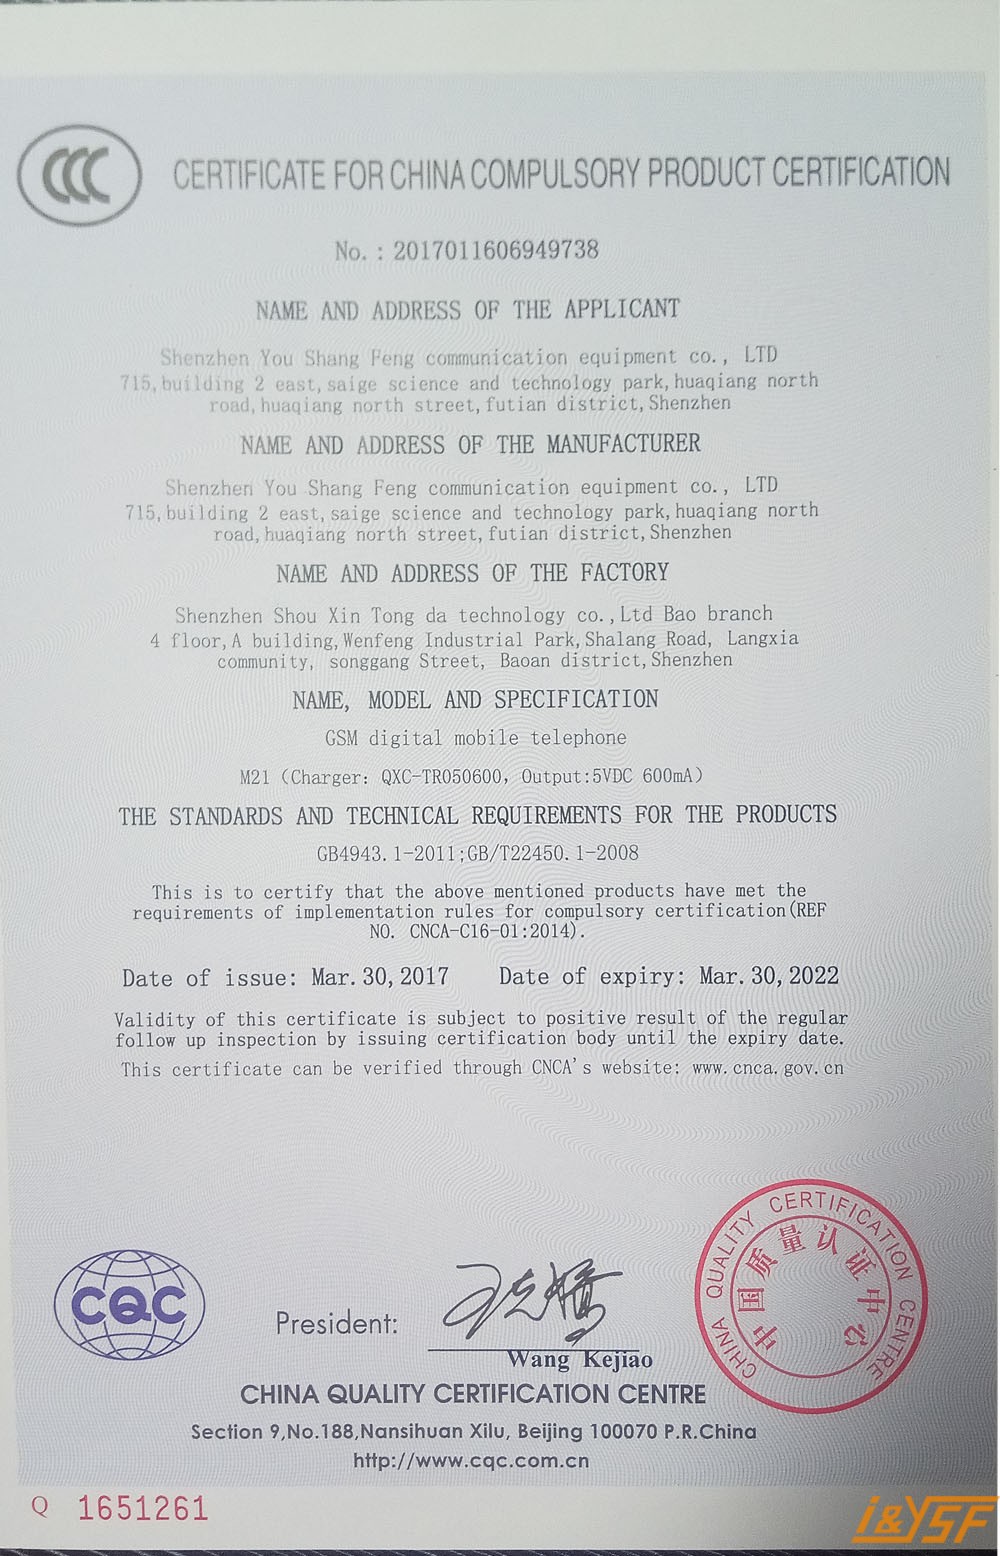 CCC
CERTIFICATE FOR CHINA COMPULSORY PRODUCT CERTIFICATION
No. : 2017011606949738
NAME AND ADDRESS OF THE APPLICANT
Shenzhen You Shang Feng communication equipment co., LTD
715,building 2 east,saige science and technology park,huaqiang north
road,huaqiang north street,futian district,Shenzhen
NAME AND ADDRESS OF THE MANUFACTURER
Shenzhen You Shang Feng communication equipment co., LTD
715,building 2 east,saige science and technology park,huaqiang north
road,huaqiang north street,futian district,Shenzhen
NAME AND ADDRESS OF THE FACTORY
Shenzhen Shou Xin Tong da technology co.,Ltd Bao branch
4 floor,A building,Wenfeng Industrial Park,Shalang Road, Langxia
community, songgang Street, Baoan district,Shenzhen
NAME, MODEL AND SPECIFICATION
GSM digital mobile telephone
M21 (Charger: QXC-TR050600, Output:5VDC 600mA)
THE STANDARDS AND TECHNICAL REQUIREMENTS FOR THE PRODUCTS
GB4943.1-2011;GB/T22450.1-2008
This is to certify that the above mentioned products have met the
requirements of implementation rules for compulsory certification(REF
NO. CNCA-C16-01:2014).
Date of issue: Mar.30,2017 Date of expiry: Mar.30,2022
Validity of this certificate is subject to positive result of the regular
follow up inspection by issuing certification body until the expiry date.
This certificate can be verified through CNCA's website: www.cnca.gov.cn
CHINA QUALITY CERTIFICATION CENTRE
中国质量认证中心
CQC
President:
王克娇
Wang Kejiao
CHINA QUALITY CERTIFICATION CENTRE
Section 9,No.188,Nansihuan Xilu, Beijing 100070 P.R.China
http://www.cqc.com.cn
Q 1651261
i&YSF